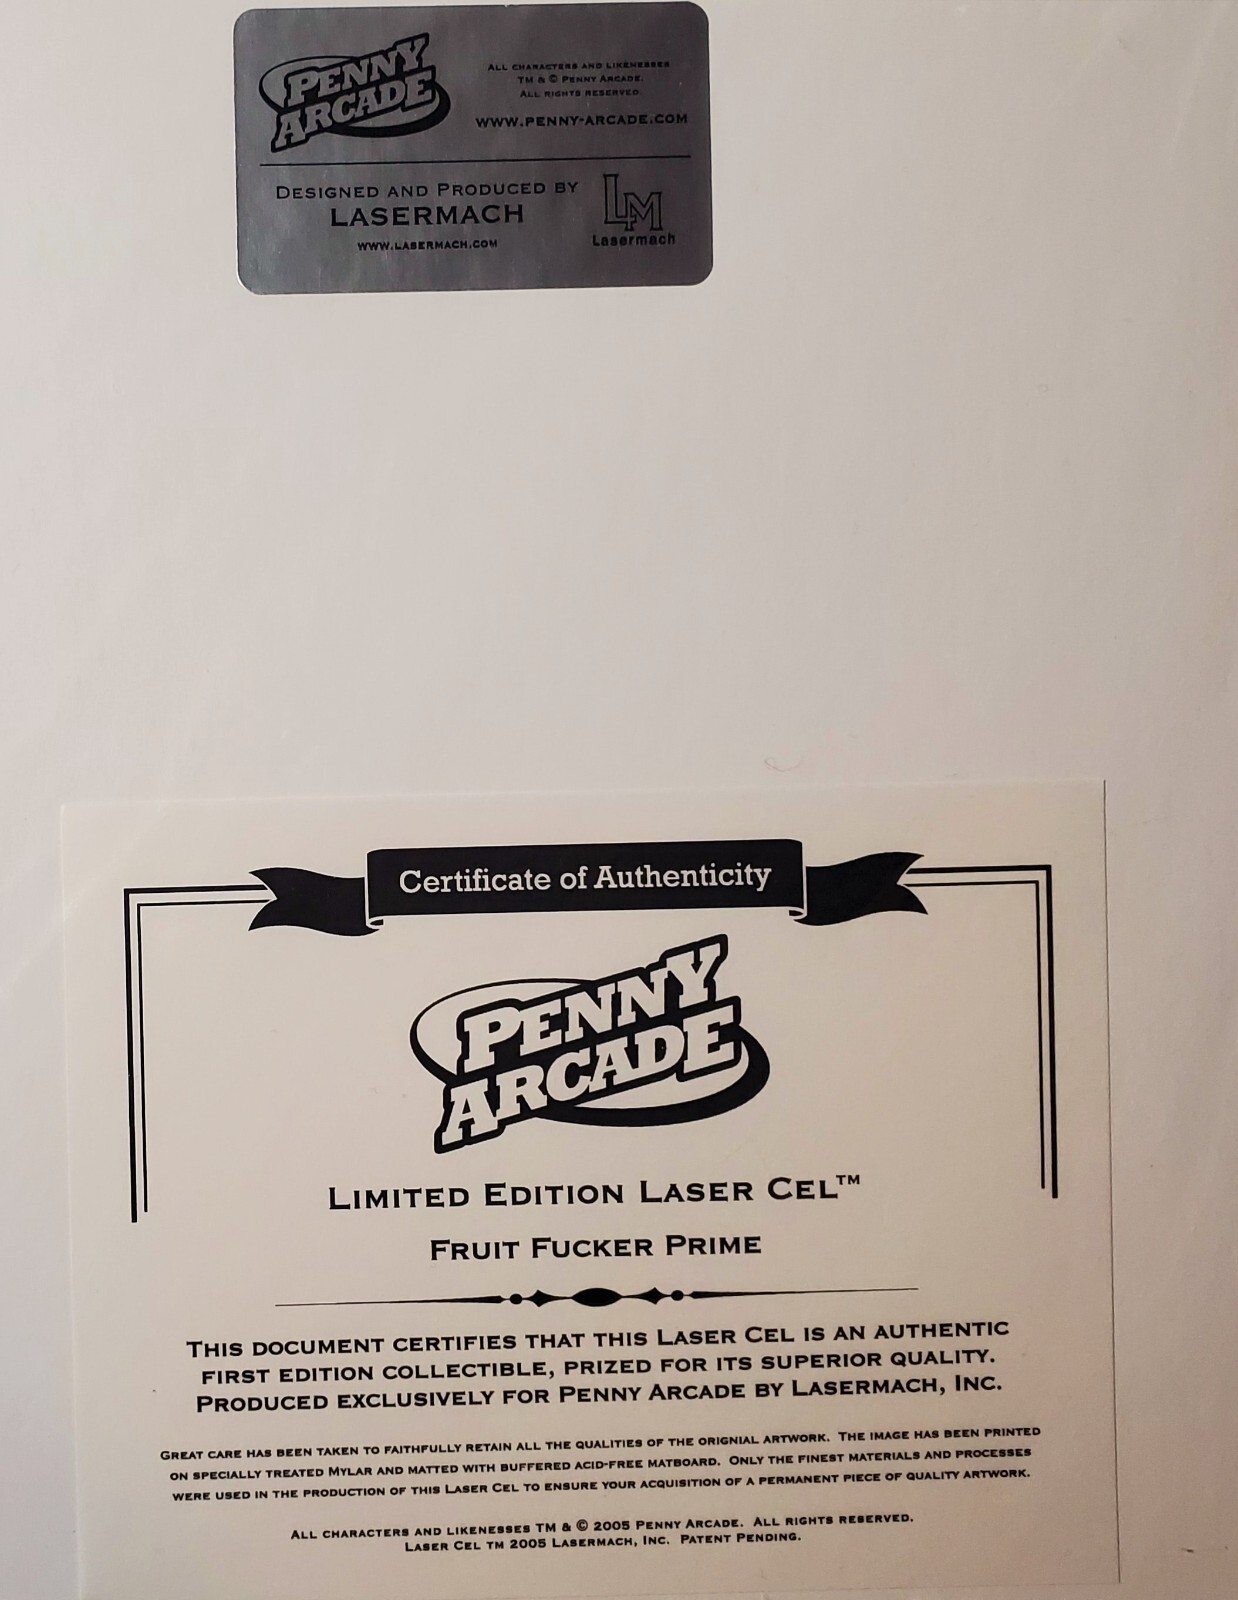 PENNY
ARCADE
ALL CHARACTERS AND LIKENESSES
TM & © PENNY ARCADE.
ALL RIGHTS RESERVED.
WWW.PENNY-ARCADE.COM
DESIGNED AND PRODUCED BY
LASERMACH
WWW.LASERMACH.COM
LM
Lasermach
Certificate of Authenticity
PENNY
ARCADE
LIMITED EDITION LASER CEL™
FRUIT FUCKER PRIME
THIS DOCUMENT CERTIFIES THAT THIS LASER CEL IS AN AUTHENTIC
FIRST EDITION COLLECTIBLE, PRIZED FOR ITS SUPERIOR QUALITY.
PRODUCED EXCLUSIVELY FOR PENNY ARCADE BY LASERMACH, INC.
GREAT CARE HAS BEEN TAKEN TO FAITHFULLY RETAIN ALL THE QUALITIES OF THE ORIGNIAL ARTWORK. THE IMAGE HAS BEEN PRINTED
ON SPECIALLY TREATED MYLAR AND MATTED WITH BUFFERED ACID-FREE MATBOARD. ONLY THE FINEST MATERIALS AND PROCESSES
WERE USED IN THE PRODUCTION OF THIS LASER CEL TO ENSURE YOUR ACQUISITION OF A PERMANENT PIECE OF QUALITY ARTWORK.
ALL CHARACTERS AND LIKENESSES TM & © 2005 PENNY ARCADE. ALL RIGHTS RESERVED.
LASER CEL TM 2005 LASERMACH, INC. PATENT PENDING.